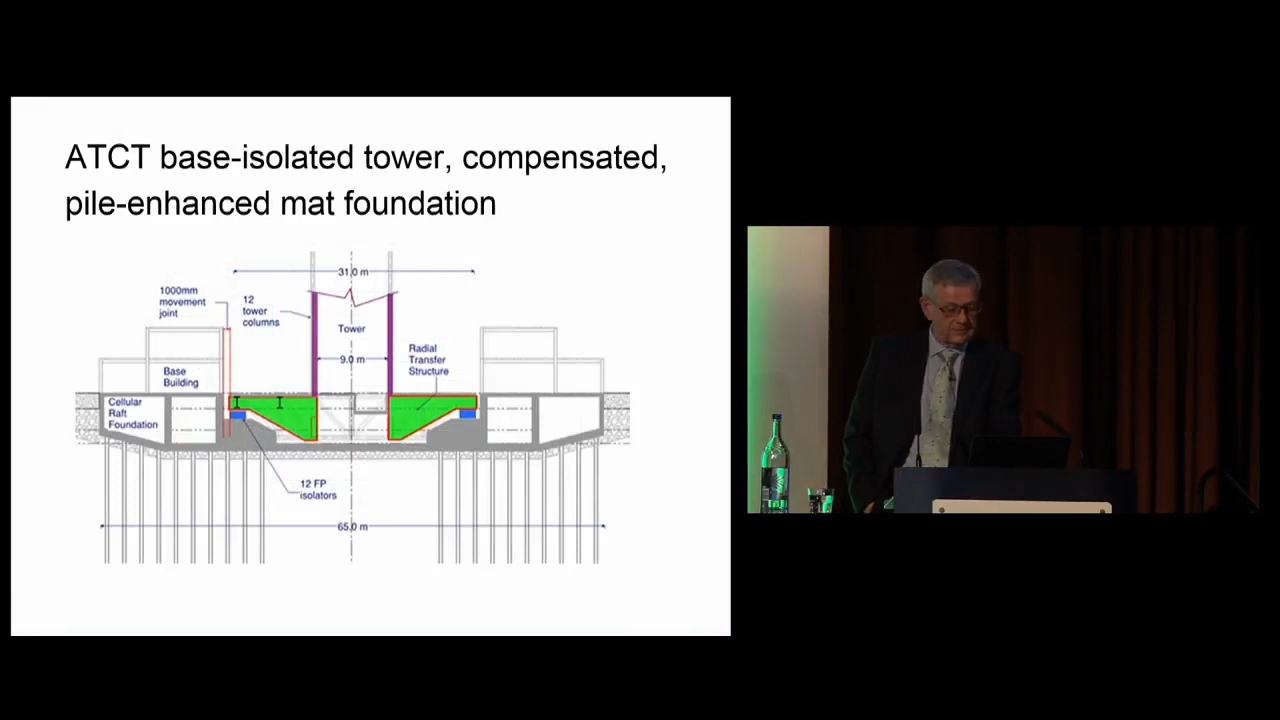 ATCT base-isolated tower, compensated,
pile-enhanced mat foundation
31.0 m
1000mm
movement
joint
12
tower
columns
Tower
9.0 m
Radial
Transfer
Structure
Base
Building
Cellular
Raft
Foundation
12 FP
isolators
65.0 m